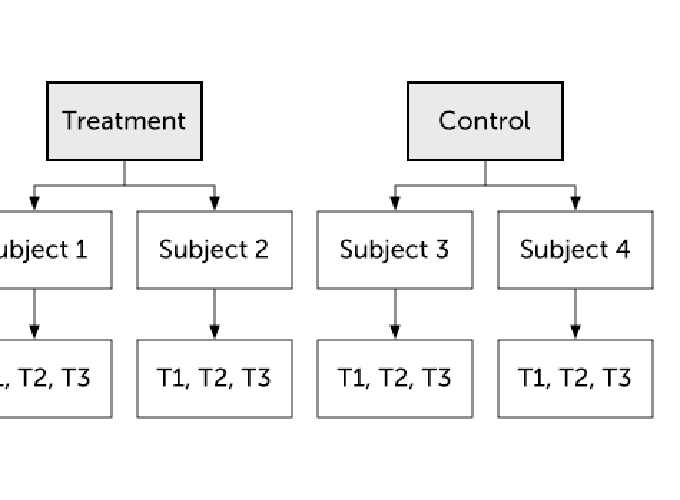 Treatment
Control
ubject 1
Subject 2
Subject 3
Subject 4
, T2, T3
T1, T2, T3
T1, T2, T3
T1, T2, T3